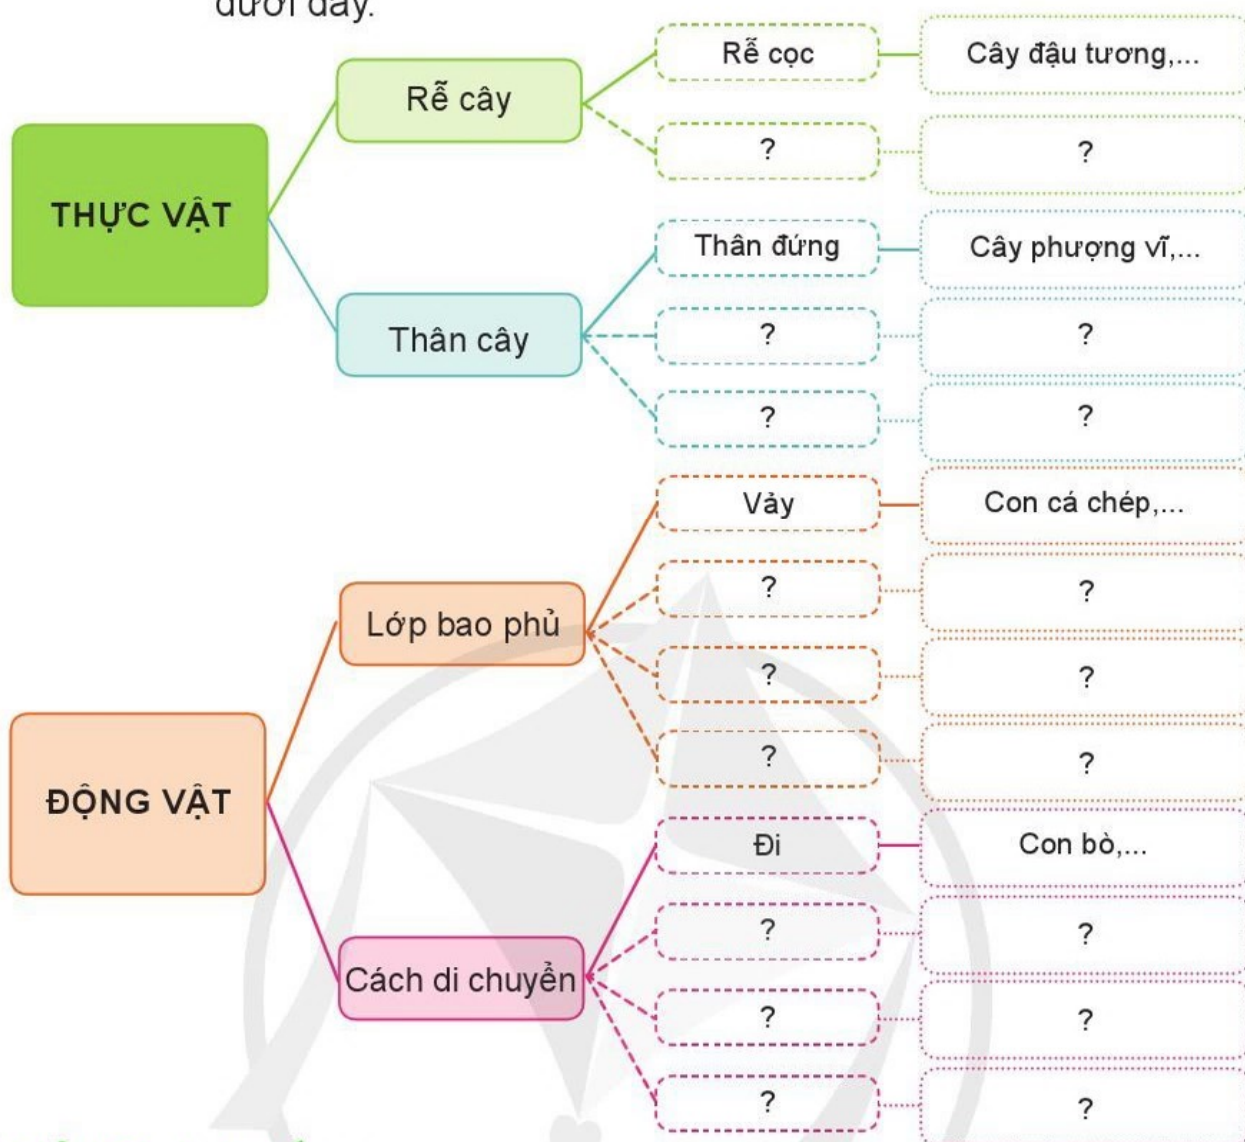 dưới đây.
THỰC VẬT
Rễ cây
Rễ cọc
Cây đậu tương,...
?
?
Thân cây
Thân đứng
Cây phượng vĩ,...
?
?
?
?
ĐỘNG VẬT
Lớp bao phủ
Vảy
Con cá chép,...
?
?
?
?
?
?
Cách di chuyển
Đi
Con bò,...
?
?
?
?
?
?